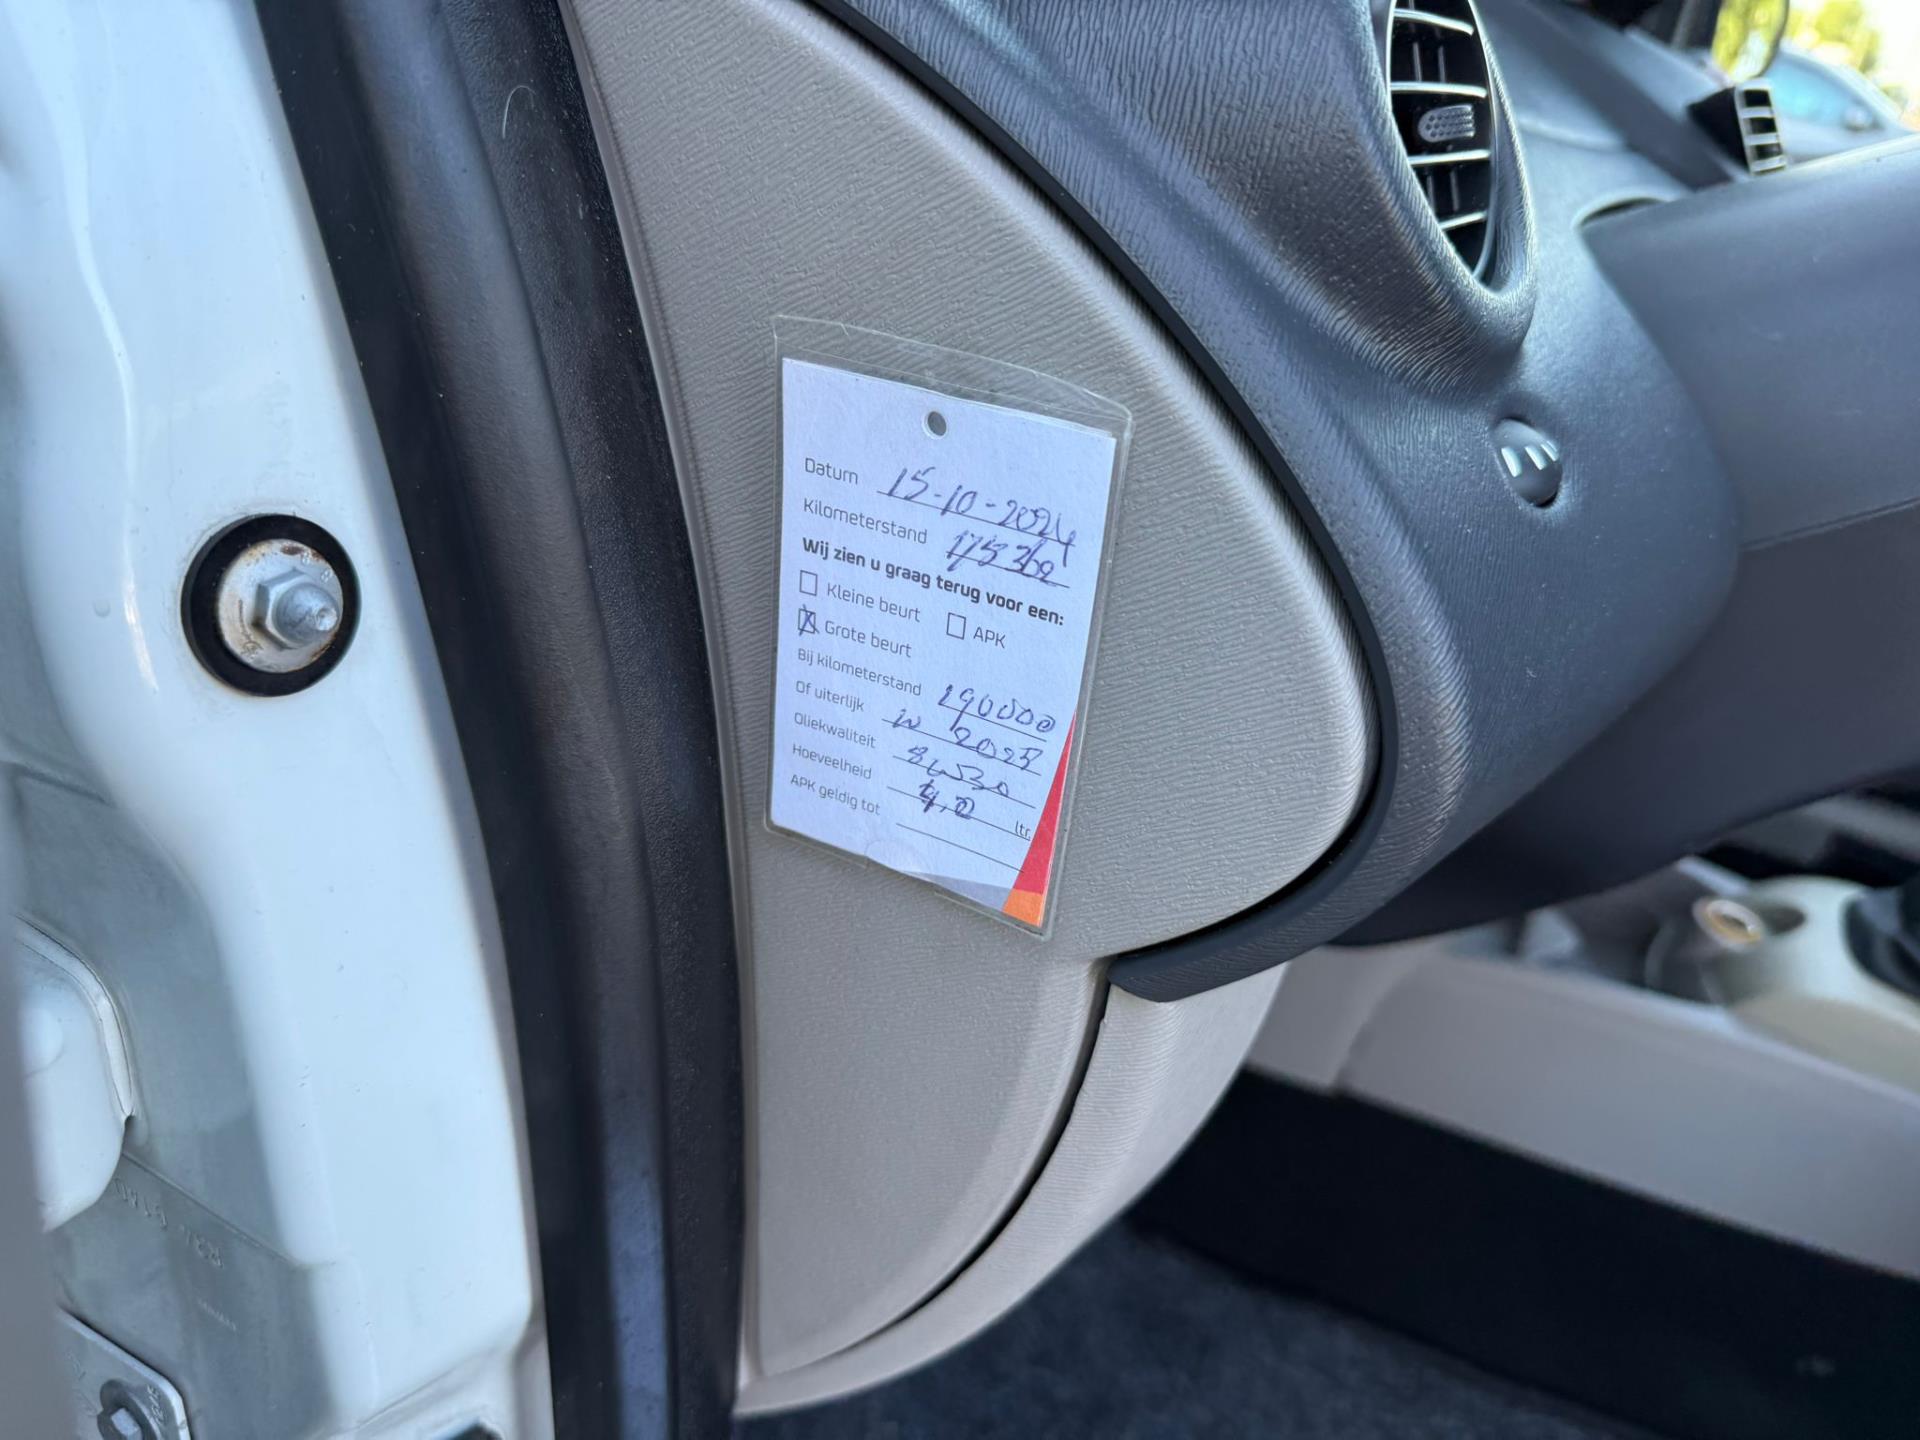 Datum 15-10-2024
Kilometerstand 175362
Wij zien u graag terug voor een:
Kleine beurt APK
Grote beurt
Bij kilometerstand 190000
Of uiterlijk 10 2025
Oliekwaliteit 5W30
Hoeveelheid 4,0 ltr.
APK geldig tot